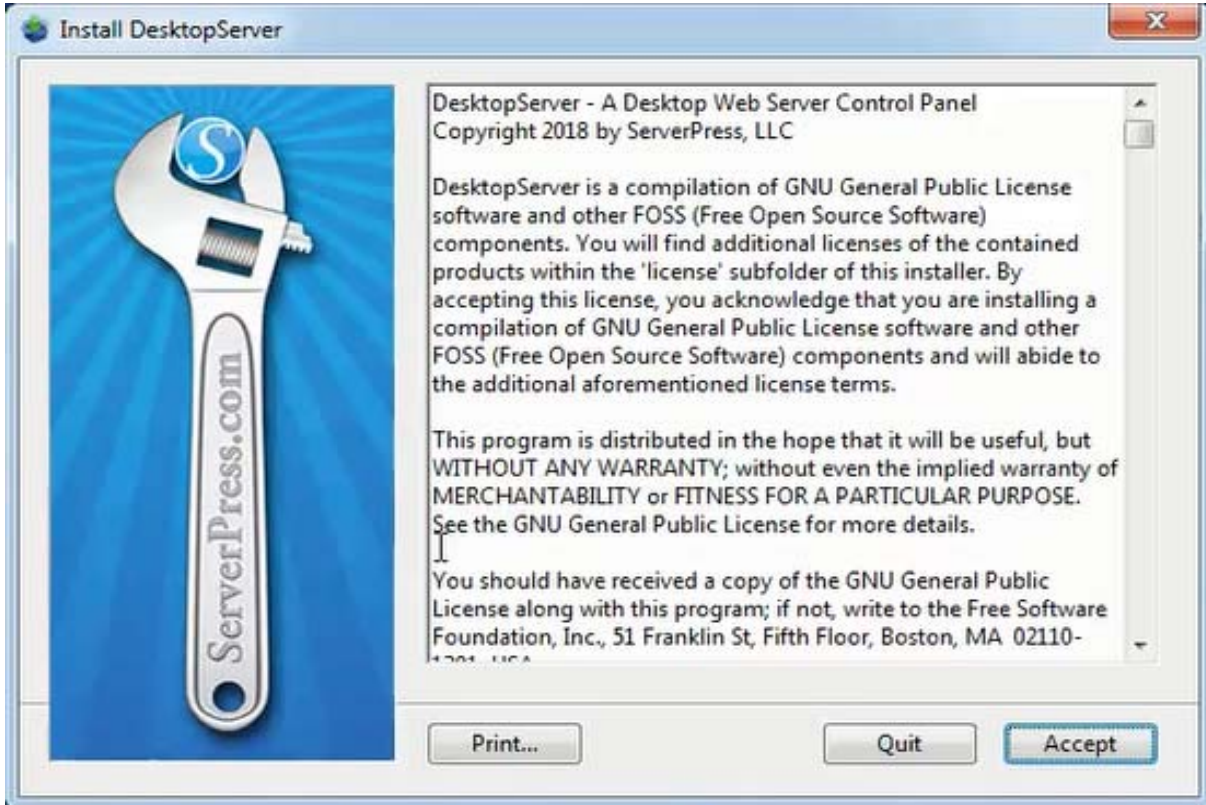 Install DesktopServer
DesktopServer - A Desktop Web Server Control Panel
Copyright 2018 by ServerPress, LLC
DesktopServer is a compilation of GNU General Public License
software and other FOSS (Free Open Source Software)
components. You will find additional licenses of the contained
products within the 'license' subfolder of this installer. By
accepting this license, you acknowledge that you are installing a
compilation of GNU General Public License software and other
FOSS (Free Open Source Software) components and will abide to
the additional aforementioned license terms.
This program is distributed in the hope that it will be useful, but
WITHOUT ANY WARRANTY; without even the implied warranty of
MERCHANTABILITY or FITNESS FOR A PARTICULAR PURPOSE.
See the GNU General Public License for more details.
You should have received a copy of the GNU General Public
License along with this program; if not, write to the Free Software
Foundation, Inc., 51 Franklin St, Fifth Floor, Boston, MA 02110-
S
ServerPress.com
Print...
Quit
Accept